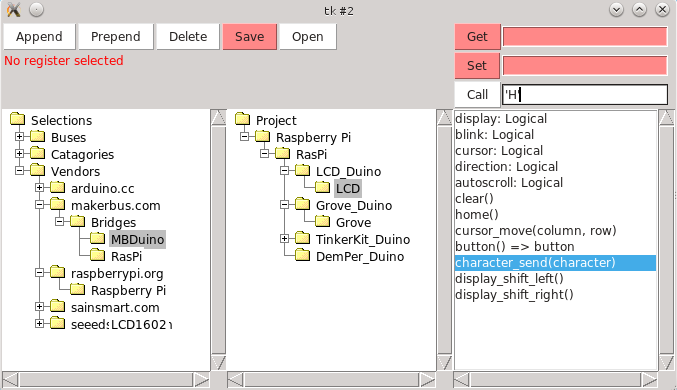 tk #2
Append Prepend Delete Save Open
No register selected
Get
Set
Call 'H'
Selections
Buses
Catagories
Vendors
arduino.cc
makerbus.com
Bridges
MBDuino
RasPi
raspberrypi.org
Raspberry Pi
sainsmart.com
Project
Raspberry Pi
RasPi
LCD_Duino
LCD
Grove_Duino
Grove
TinkerKit_Duino
DemPer_Duino
display: Logical
blink: Logical
cursor: Logical
direction: Logical
autoscroll: Logical
clear()
home()
cursor_move(column, row)
button() => button
character_send(character)
display_shift_left()
display_shift_right()